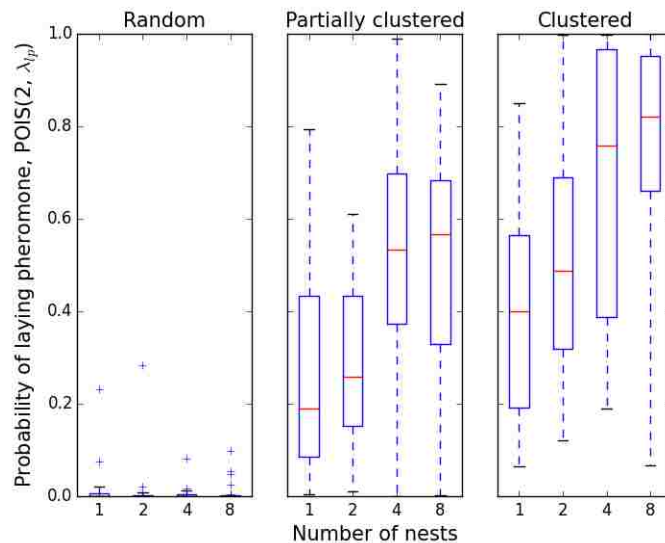 Random Partially clustered Clustered
Probability of laying pheromone, POIS(2, λlp)
1.0
0.8
0.6
0.4
0.2
0.0
1 2 4 8 1 2 4 8 1 2 4 8
Number of nests